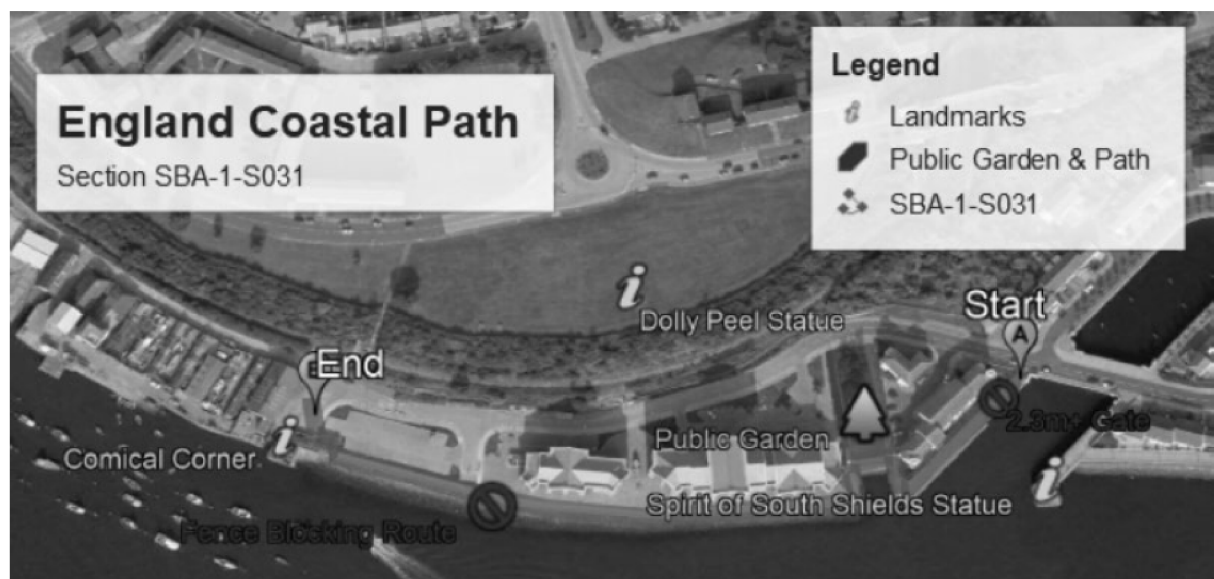 England Coastal Path
Section SBA-1-S031
Legend
Landmarks
Public Garden & Path
SBA-1-S031
Start
A
Dolly Peel Statue
End
2.3m+ Gate
Public Garden
Comical Corner
Spirit of South Shields Statue
Fence Blocking Route